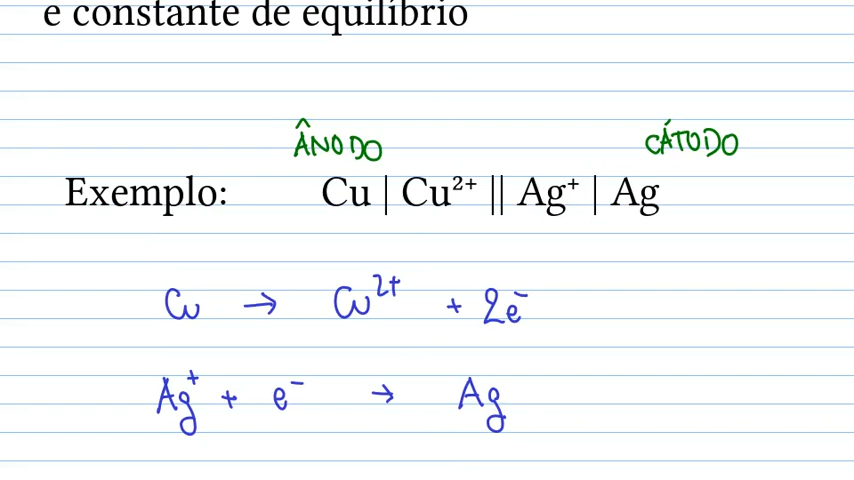 e constante de equilíbrio
ÂNODO CÁTODO
Exemplo: Cu | Cu²⁺ || Ag⁺ | Ag
Cu → Cu²⁺ + 2e⁻
Ag⁺ + e⁻ → Ag